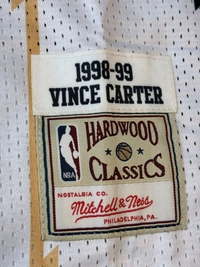 1998-99
VINCE CARTER
HARDWOOD
CLASSICS
NBA
NOSTALGIA CO.
Mitchell & Ness
PHILADELPHIA, PA.